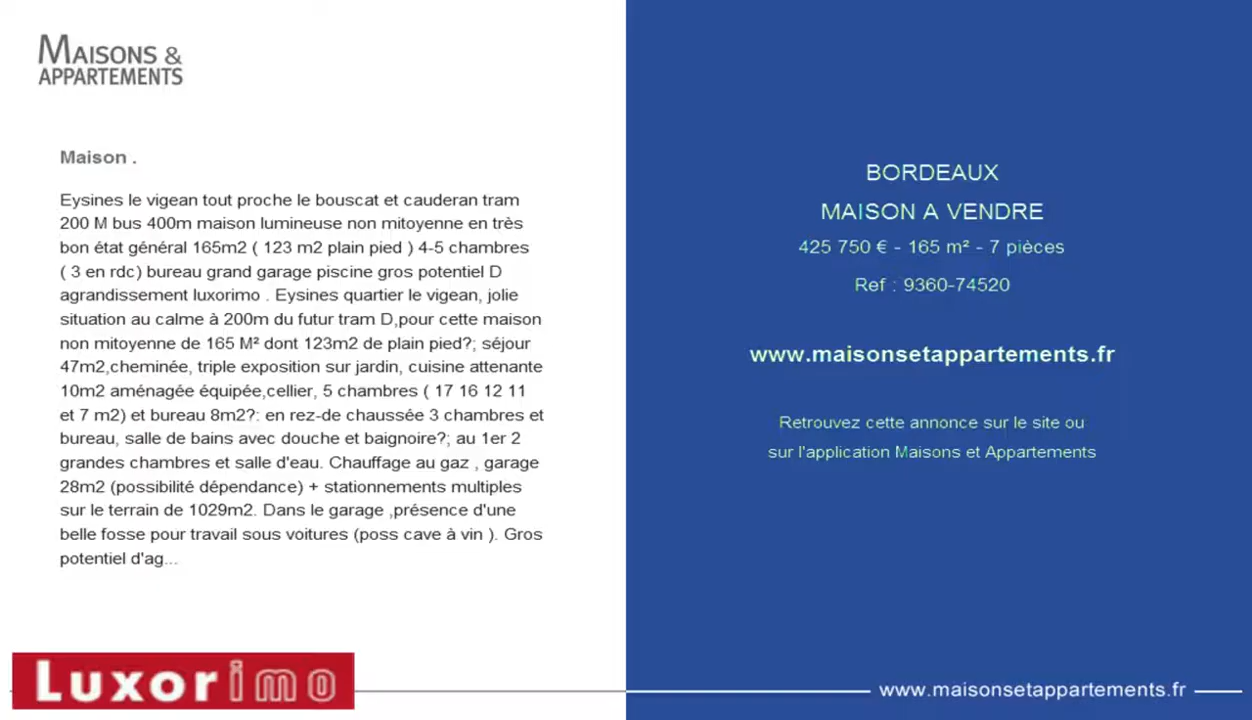 MAISONS &
APPARTEMENTS
Maison .
Eysines le vigean tout proche le bouscat et cauderan tram
200 M bus 400m maison lumineuse non mitoyenne en très
bon état général 165m2 ( 123 m2 plain pied ) 4-5 chambres
( 3 en rdc) bureau grand garage piscine gros potentiel D
agrandissement luxorimo . Eysines quartier le vigean, jolie
situation au calme à 200m du futur tram D,pour cette maison
non mitoyenne de 165 M² dont 123m2 de plain pied?; séjour
47m2,cheminée, triple exposition sur jardin, cuisine attenante
10m2 aménagée équipée,cellier, 5 chambres ( 17 16 12 11
et 7 m2) et bureau 8m2?: en rez-de chaussée 3 chambres et
bureau, salle de bains avec douche et baignoire?; au 1er 2
grandes chambres et salle d'eau. Chauffage au gaz , garage
28m2 (possibilité dépendance) + stationnements multiples
sur le terrain de 1029m2. Dans le garage ,présence d'une
belle fosse pour travail sous voitures (poss cave à vin ). Gros
potentiel d'ag...
Luxorimo
BORDEAUX
MAISON A VENDRE
425 750 € - 165 m² - 7 pièces
Ref : 9360-74520
www.maisonsetappartements.fr
Retrouvez cette annonce sur le site ou
sur l'application Maisons et Appartements
www.maisonsetappartements.fr